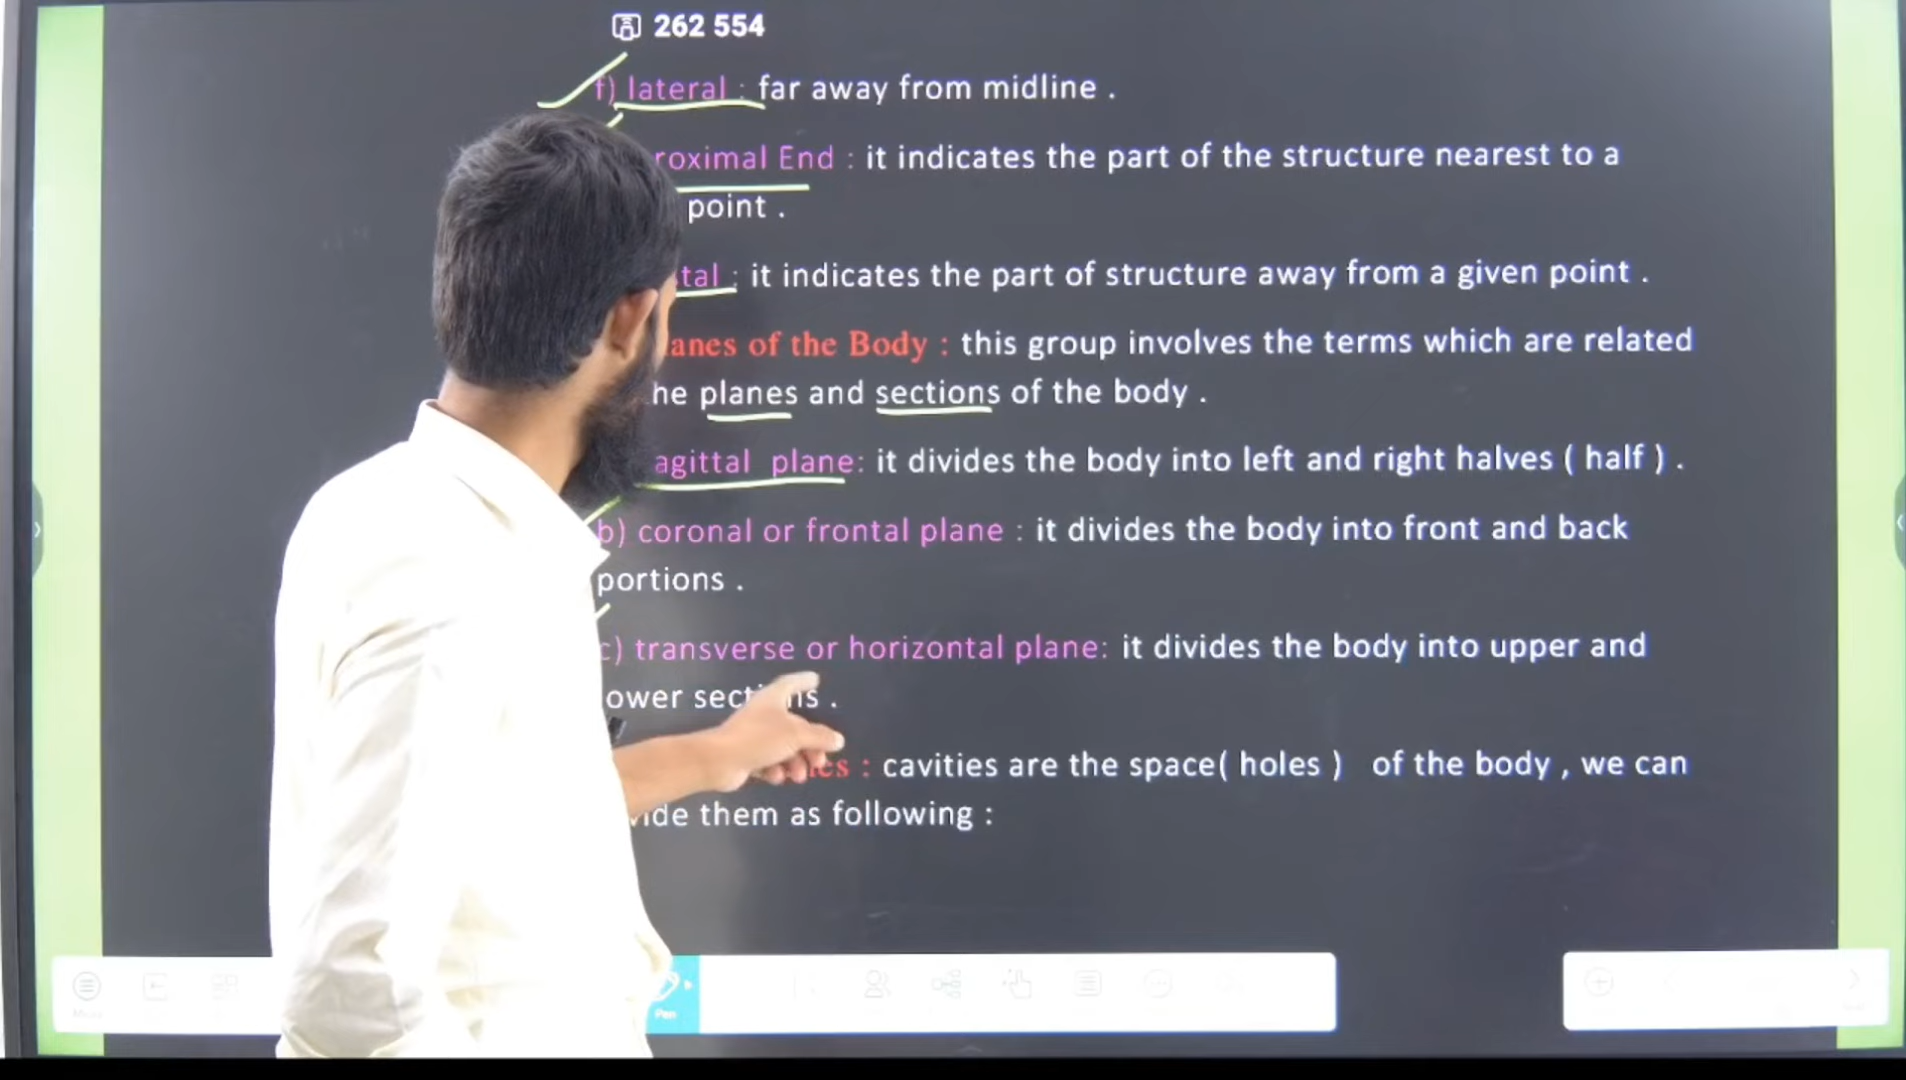 262 554
f) lateral : far away from midline .
roximal End : it indicates the part of the structure nearest to a
point .
tal : it indicates the part of structure away from a given point .
anes of the Body : this group involves the terms which are related
he planes and sections of the body .
agittal plane: it divides the body into left and right halves ( half ) .
b) coronal or frontal plane : it divides the body into front and back
portions .
c) transverse or horizontal plane: it divides the body into upper and
ower sect ns .
es : cavities are the space( holes ) of the body , we can
ide them as following :
Pen